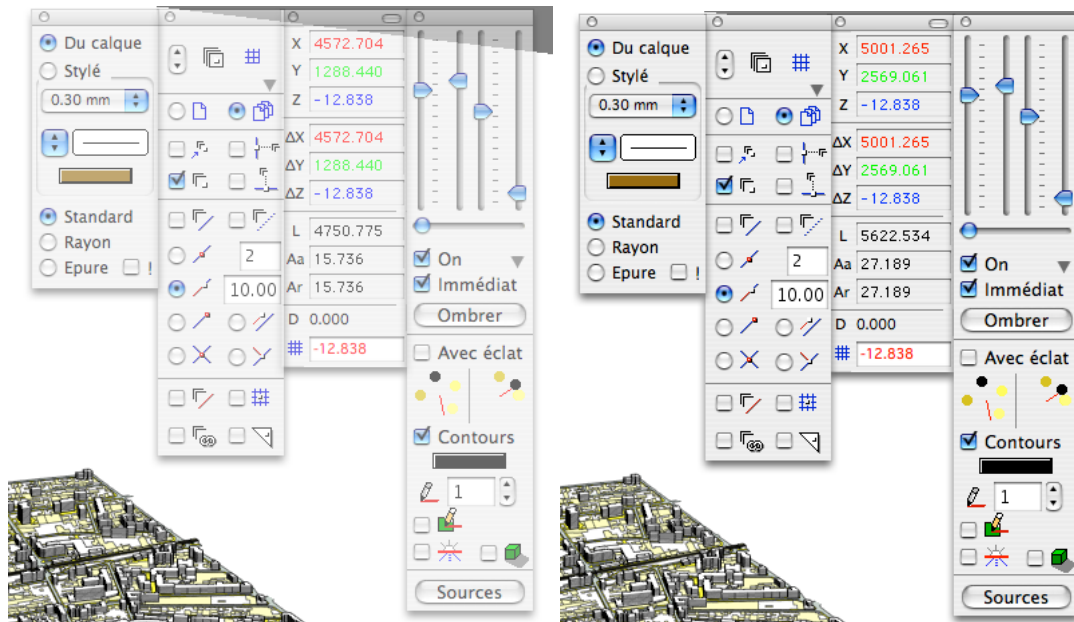 Du calque
Stylé
0.30 mm
Standard
Rayon
Epure !
2
10.00
X 4572.704
Y 1288.440
Z -12.838
ΔX 4572.704
ΔY 1288.440
ΔZ -12.838
L 4750.775
Aa 15.736
Ar 15.736
D 0.000
-12.838
On
Immédiat
Ombrer
Avec éclat
Contours
1
Sources
Du calque
Stylé
0.30 mm
Standard
Rayon
Epure !
2
10.00
X 5001.265
Y 2569.061
Z -12.838
ΔX 5001.265
ΔY 2569.061
ΔZ -12.838
L 5622.534
Aa 27.189
Ar 27.189
D 0.000
-12.838
On
Immédiat
Ombrer
Avec éclat
Contours
1
Sources